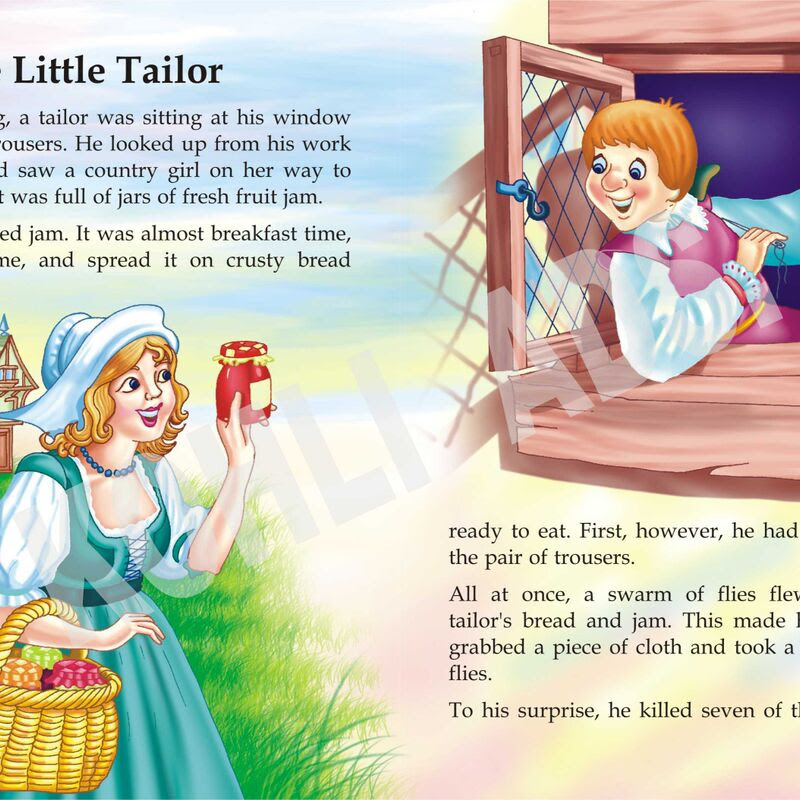 e Little Tailor
g, a tailor was sitting at his window
rousers. He looked up from his work
d saw a country girl on her way to
t was full of jars of fresh fruit jam.
ed jam. It was almost breakfast time,
me, and spread it on crusty bread
ready to eat. First, however, he had
the pair of trousers.
All at once, a swarm of flies flew
tailor's bread and jam. This made
grabbed a piece of cloth and took a
flies.
To his surprise, he killed seven of